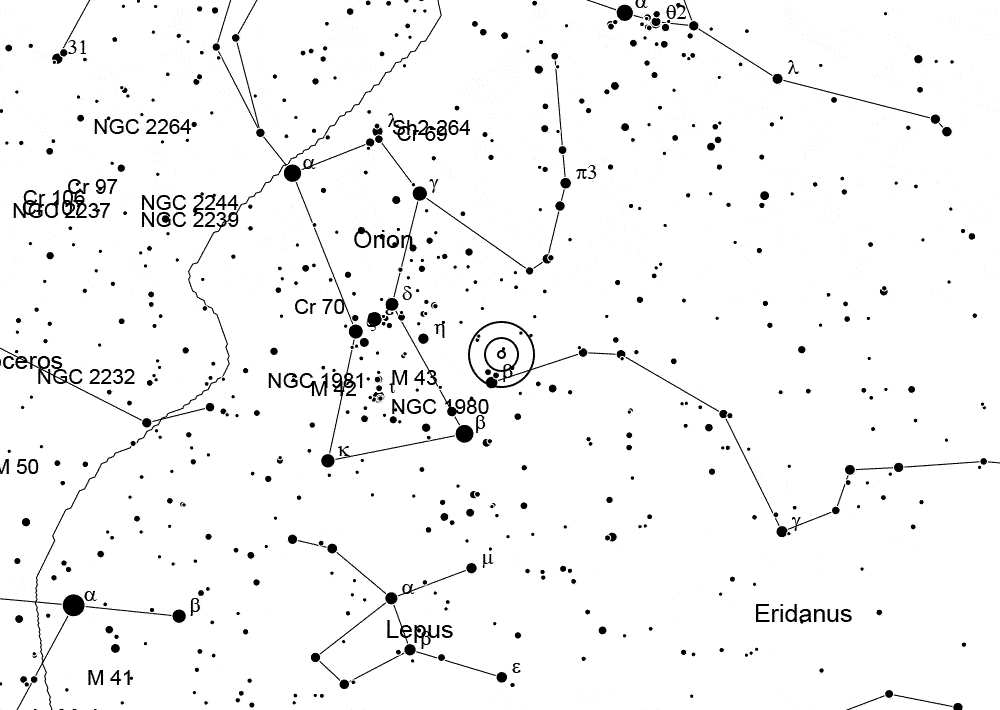 α
θ2
31
λ
NGC 2264
λ
Sh2-264
Cr 69
α
π3
γ
Cr 97
Cr 106
NGC 2237
NGC 2244
NGC 2239
Orion
δ
Cr 70
η
NGC 2232
NGC 1981
M 42
M 43
ι
NGC 1980
β
β
κ
M 50
γ
μ
α
α
β
Eridanus
Lepus
β
ε
M 41